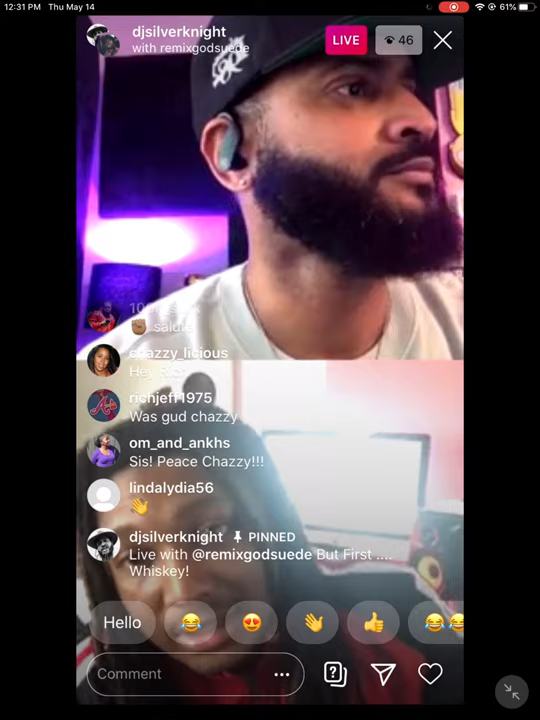 12:31 PM Thu May 14
61%
djsilverknight
with remixgodsuede
LIVE
46
salute
chazzy_licious
Hey
richjeff1975
Was gud chazzy
om_and_ankhs
Sis! Peace Chazzy!!!
lindalydia56
👋
djsilverknight PINNED
Live with @remixgodsuede But First ....
Whiskey!
Hello 😂 😍 👋 👍 😂😂
Comment